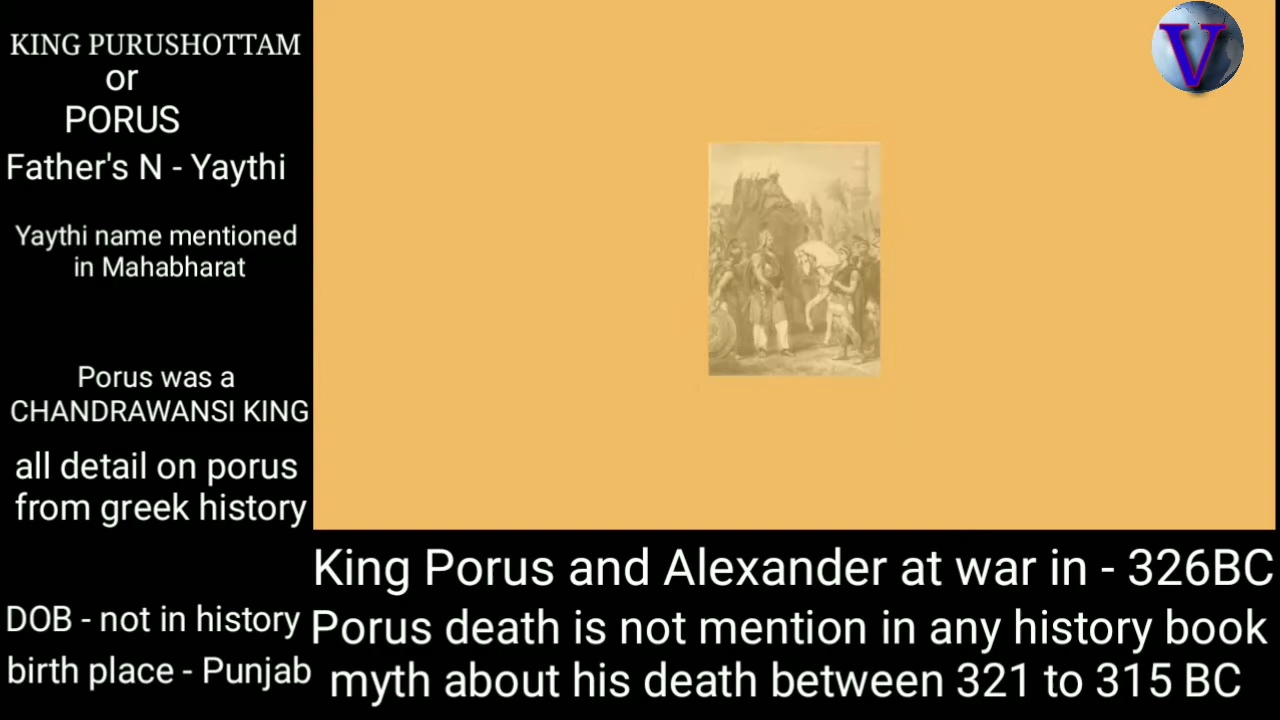 KING PURUSHOTTAM
or
PORUS
Father's N - Yaythi
Yaythi name mentioned
in Mahabharat
Porus was a
CHANDRAWANSI KING
all detail on porus
from greek history
DOB - not in history
birth place - Punjab
V
King Porus and Alexander at war in - 326BC
Porus death is not mention in any history book
myth about his death between 321 to 315 BC